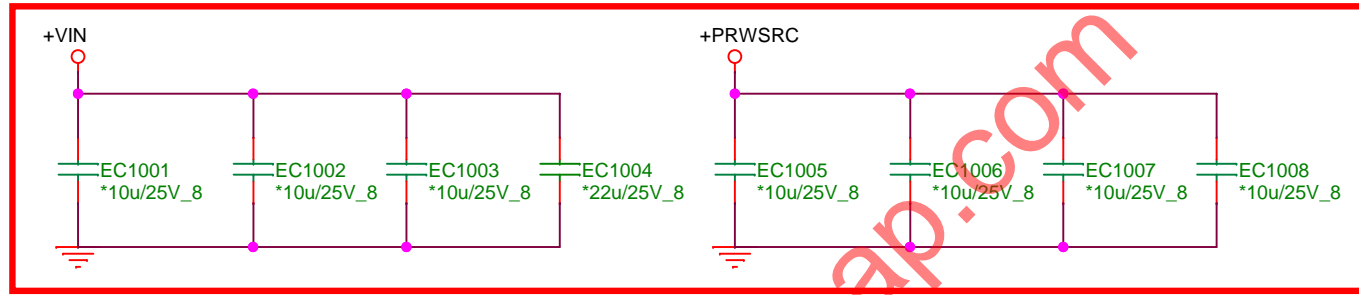 +VIN
+PRWSRC
EC1001
*10u/25V_8
EC1002
*10u/25V_8
EC1003
*10u/25V_8
EC1004
*22u/25V_8
EC1005
*10u/25V_8
EC1006
*10u/25V_8
EC1007
*10u/25V_8
EC1008
*10u/25V_8
ap.com